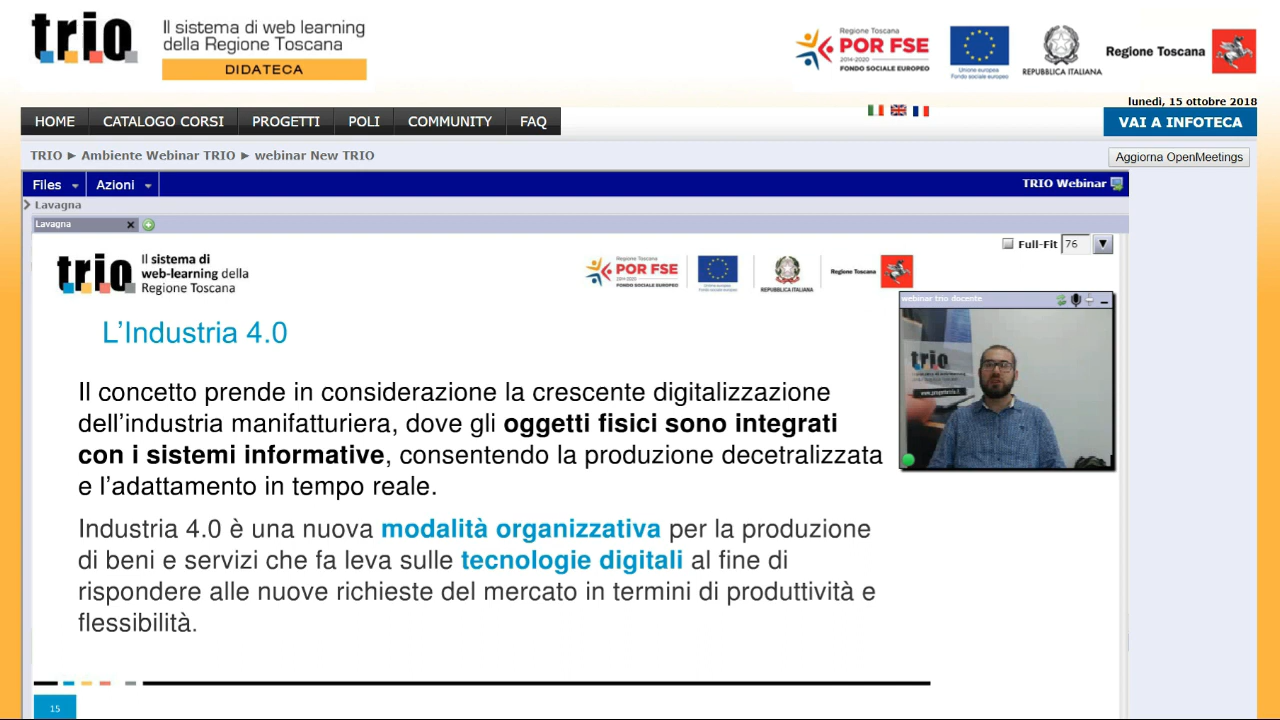 trio
Il sistema di web learning
della Regione Toscana
DIDATECA
Regione Toscana
POR FSE
2014-2020
FONDO SOCIALE EUROPEO
Unione europea
Fondo sociale europeo
REPUBBLICA ITALIANA
Regione Toscana
lunedì, 15 ottobre 2018
HOME CATALOGO CORSI PROGETTI POLI COMMUNITY FAQ
VAI A INFOTECA
TRIO ► Ambiente Webinar TRIO ► webinar New TRIO
Aggiorna OpenMeetings
Files Azioni
TRIO Webinar
Lavagna
Lavagna
Full-Fit 76
trio
Il sistema di
web-learning della
Regione Toscana
Regione Toscana
POR FSE
FONDO SOCIALE EUROPEO
REPUBBLICA ITALIANA
Regione Toscana
webinar trio docente
trio
L'Industria 4.0
Il concetto prende in considerazione la crescente digitalizzazione
dell'industria manifatturiera, dove gli oggetti fisici sono integrati
con i sistemi informative, consentendo la produzione decetralizzata
e l'adattamento in tempo reale.
Industria 4.0 è una nuova modalità organizzativa per la produzione
di beni e servizi che fa leva sulle tecnologie digitali al fine di
rispondere alle nuove richieste del mercato in termini di produttività e
flessibilità.
15